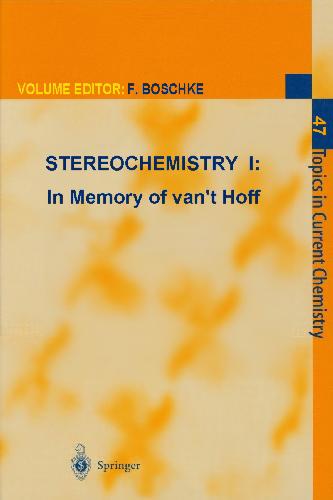 VOLUME EDITOR: F. BOSCHKE
47
Topics in Current Chemistry
STEREOCHEMISTRY I:
In Memory of van't Hoff
Springer